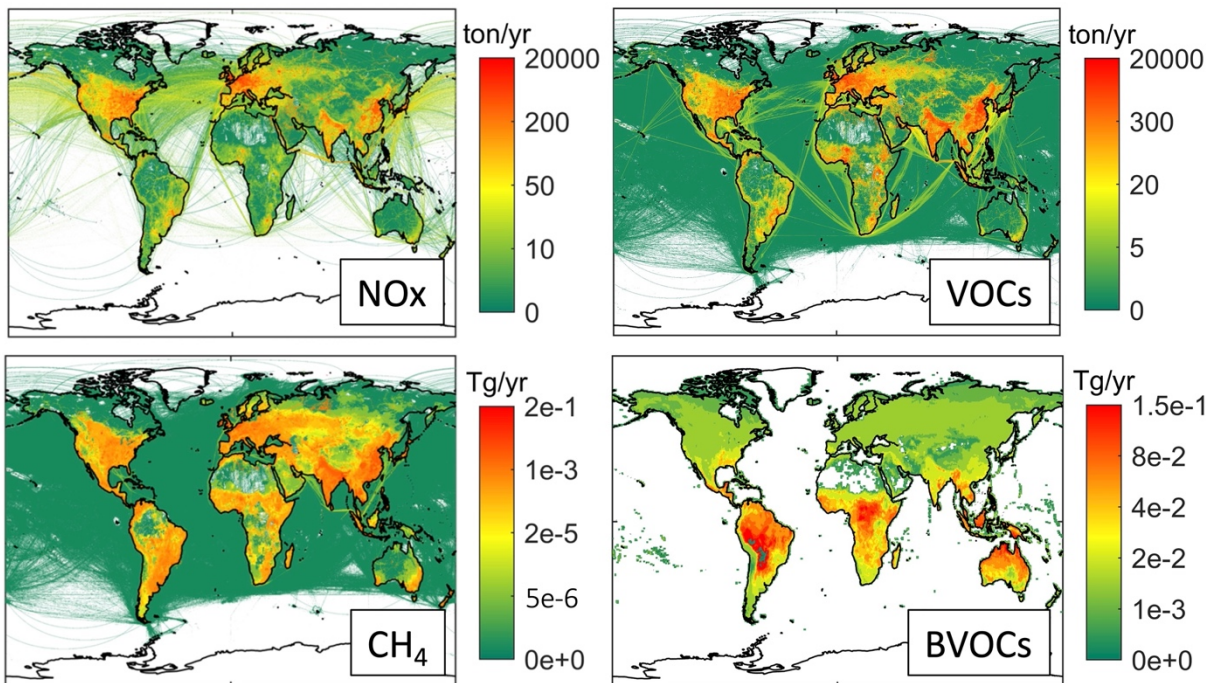 ton/yr
20000
200
50
10
0
NOx
ton/yr
20000
300
20
5
0
VOCs
Tg/yr
2e-1
1e-3
2e-5
5e-6
0e+0
CH₄
Tg/yr
1.5e-1
8e-2
4e-2
2e-2
1e-3
0e+0
BVOCs